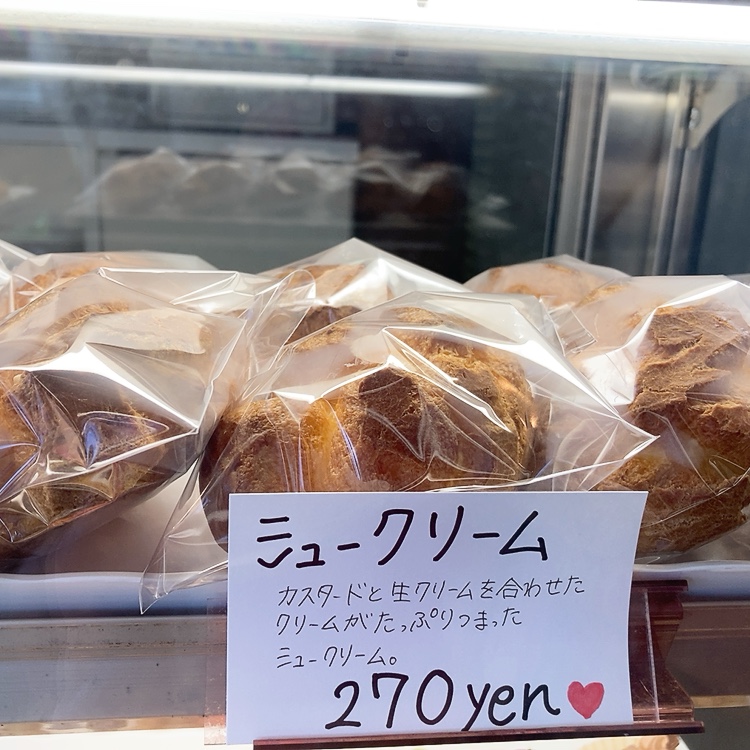 ミュークリーム
カスタードと生クリームを合わせた
クリームがたっぷりつまった
ミュークリーム。
270yen